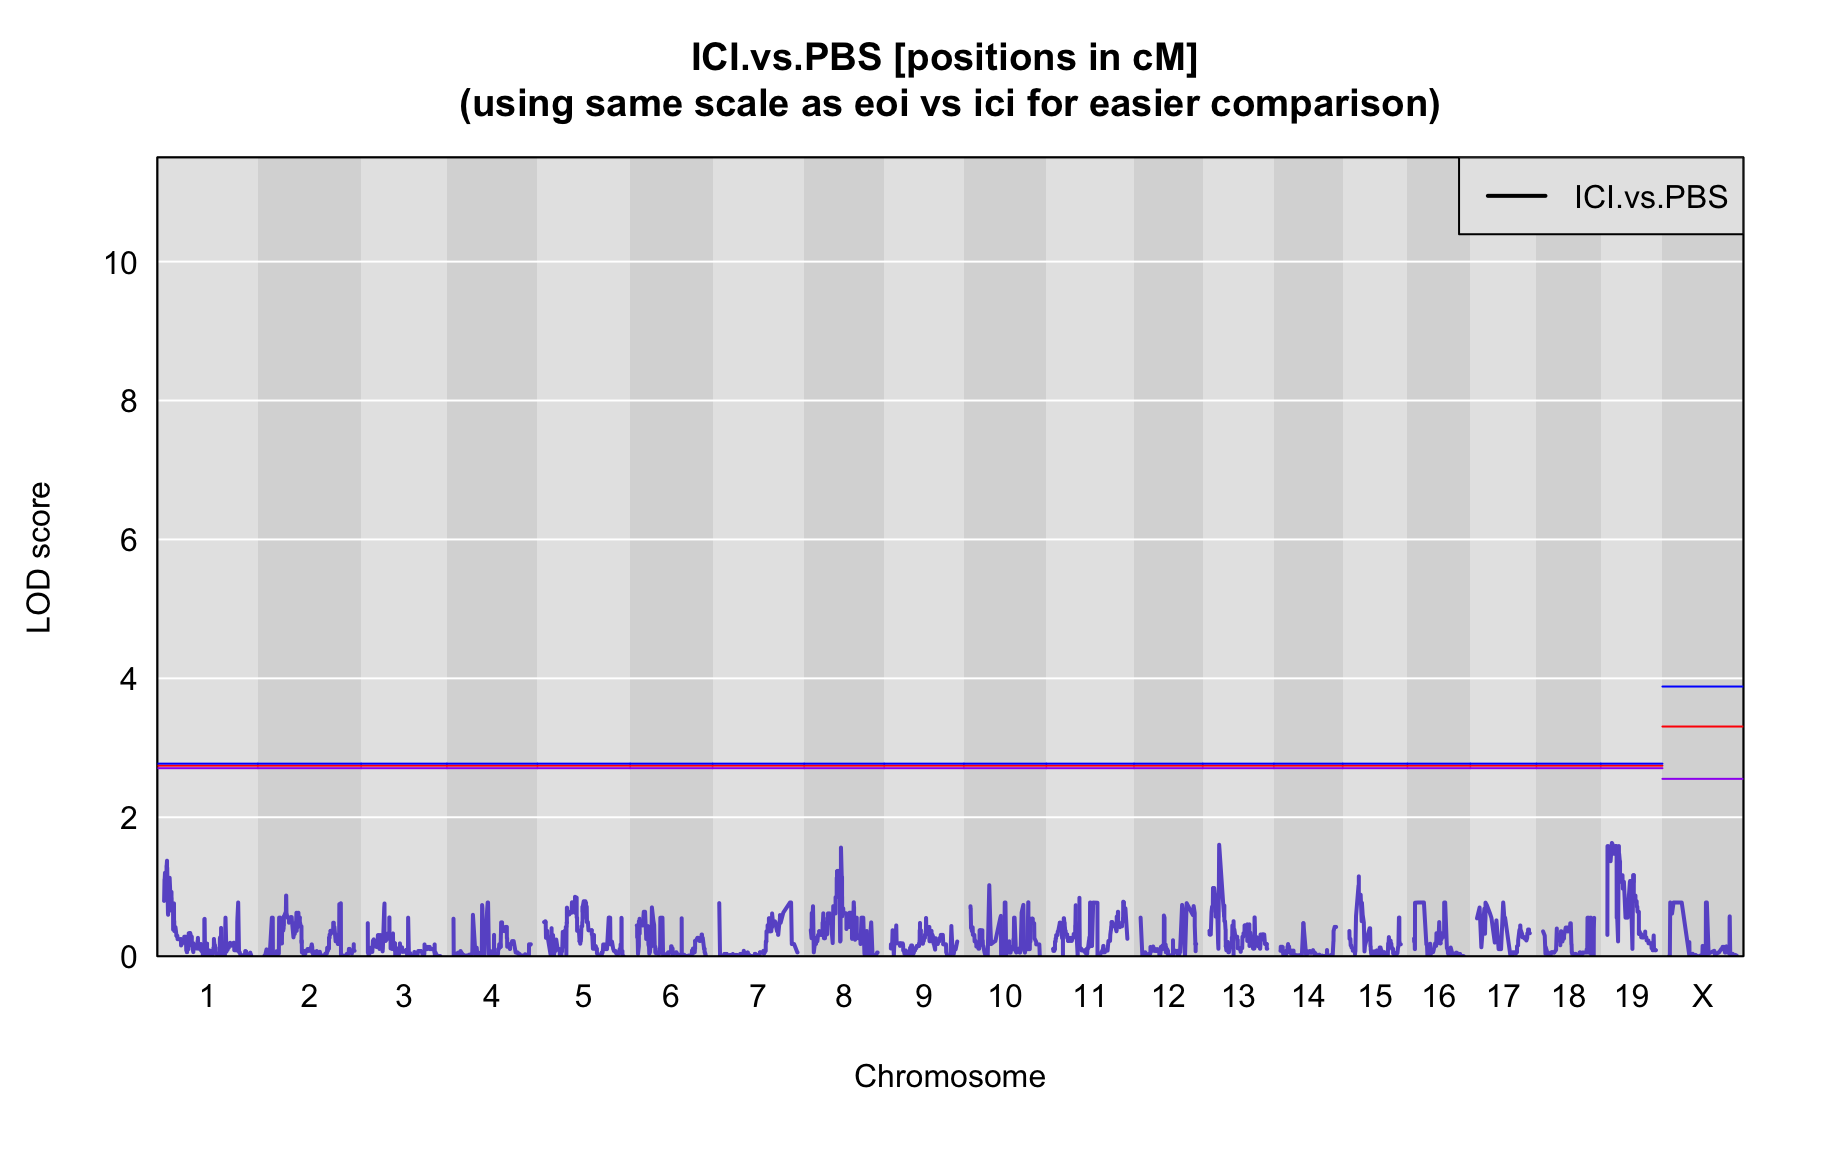 ICI.vs.PBS [positions in cM]
(using same scale as eoi vs ici for easier comparison)
ICI.vs.PBS
10
8
6
4
2
0
LOD score
1 2 3 4 5 6 7 8 9 10 11 12 13 14 15 16 17 18 19 X
Chromosome